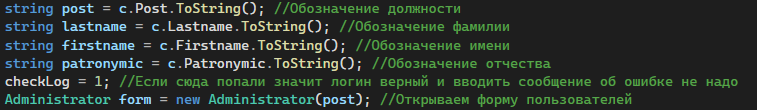 string post = c.Post.ToString(); //Обозначение должности
string lastname = c.Lastname.ToString(); //Обозначение фамилии
string firstname = c.Firstname.ToString(); //Обозначение имени
string patronymic = c.Patronymic.ToString(); //Обозначение отчества
checkLog = 1; //Если сюда попали значит логин верный и вводить сообщение об ошибке не надо
Administrator form = new Administrator(post); //Открываем форму пользователей